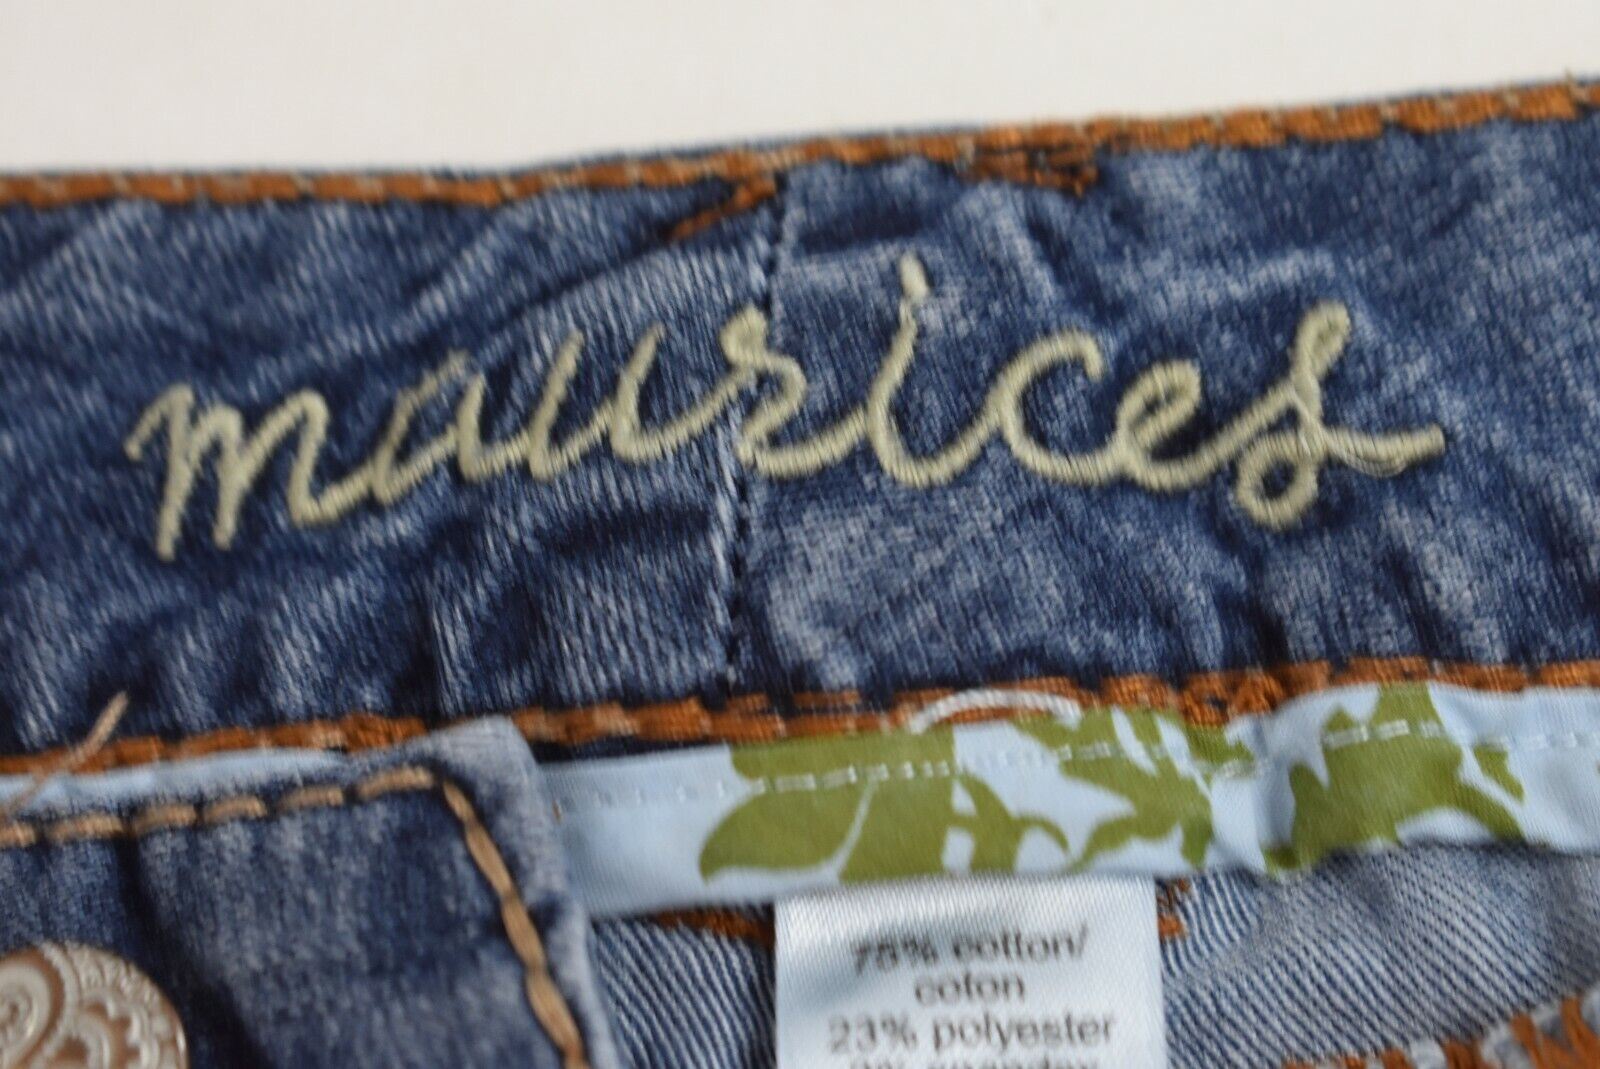 maurices
75% cotton/
coton
23% polyester